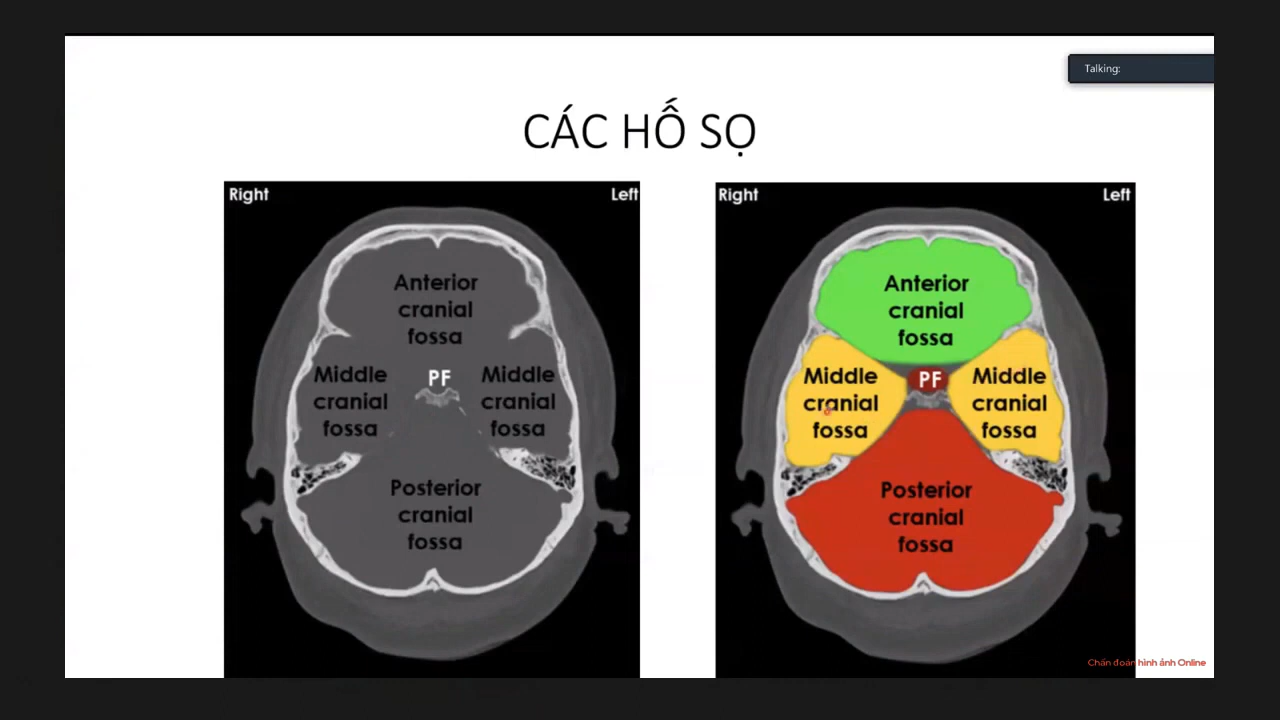 Talking:
CÁC HỐ SỌ
Right
Left
Anterior
cranial
fossa
Middle
cranial
fossa
PF
Middle
cranial
fossa
Posterior
cranial
fossa
Right
Left
Anterior
cranial
fossa
Middle
cranial
fossa
PF
Middle
cranial
fossa
Posterior
cranial
fossa
Chẩn đoán hình ảnh Online